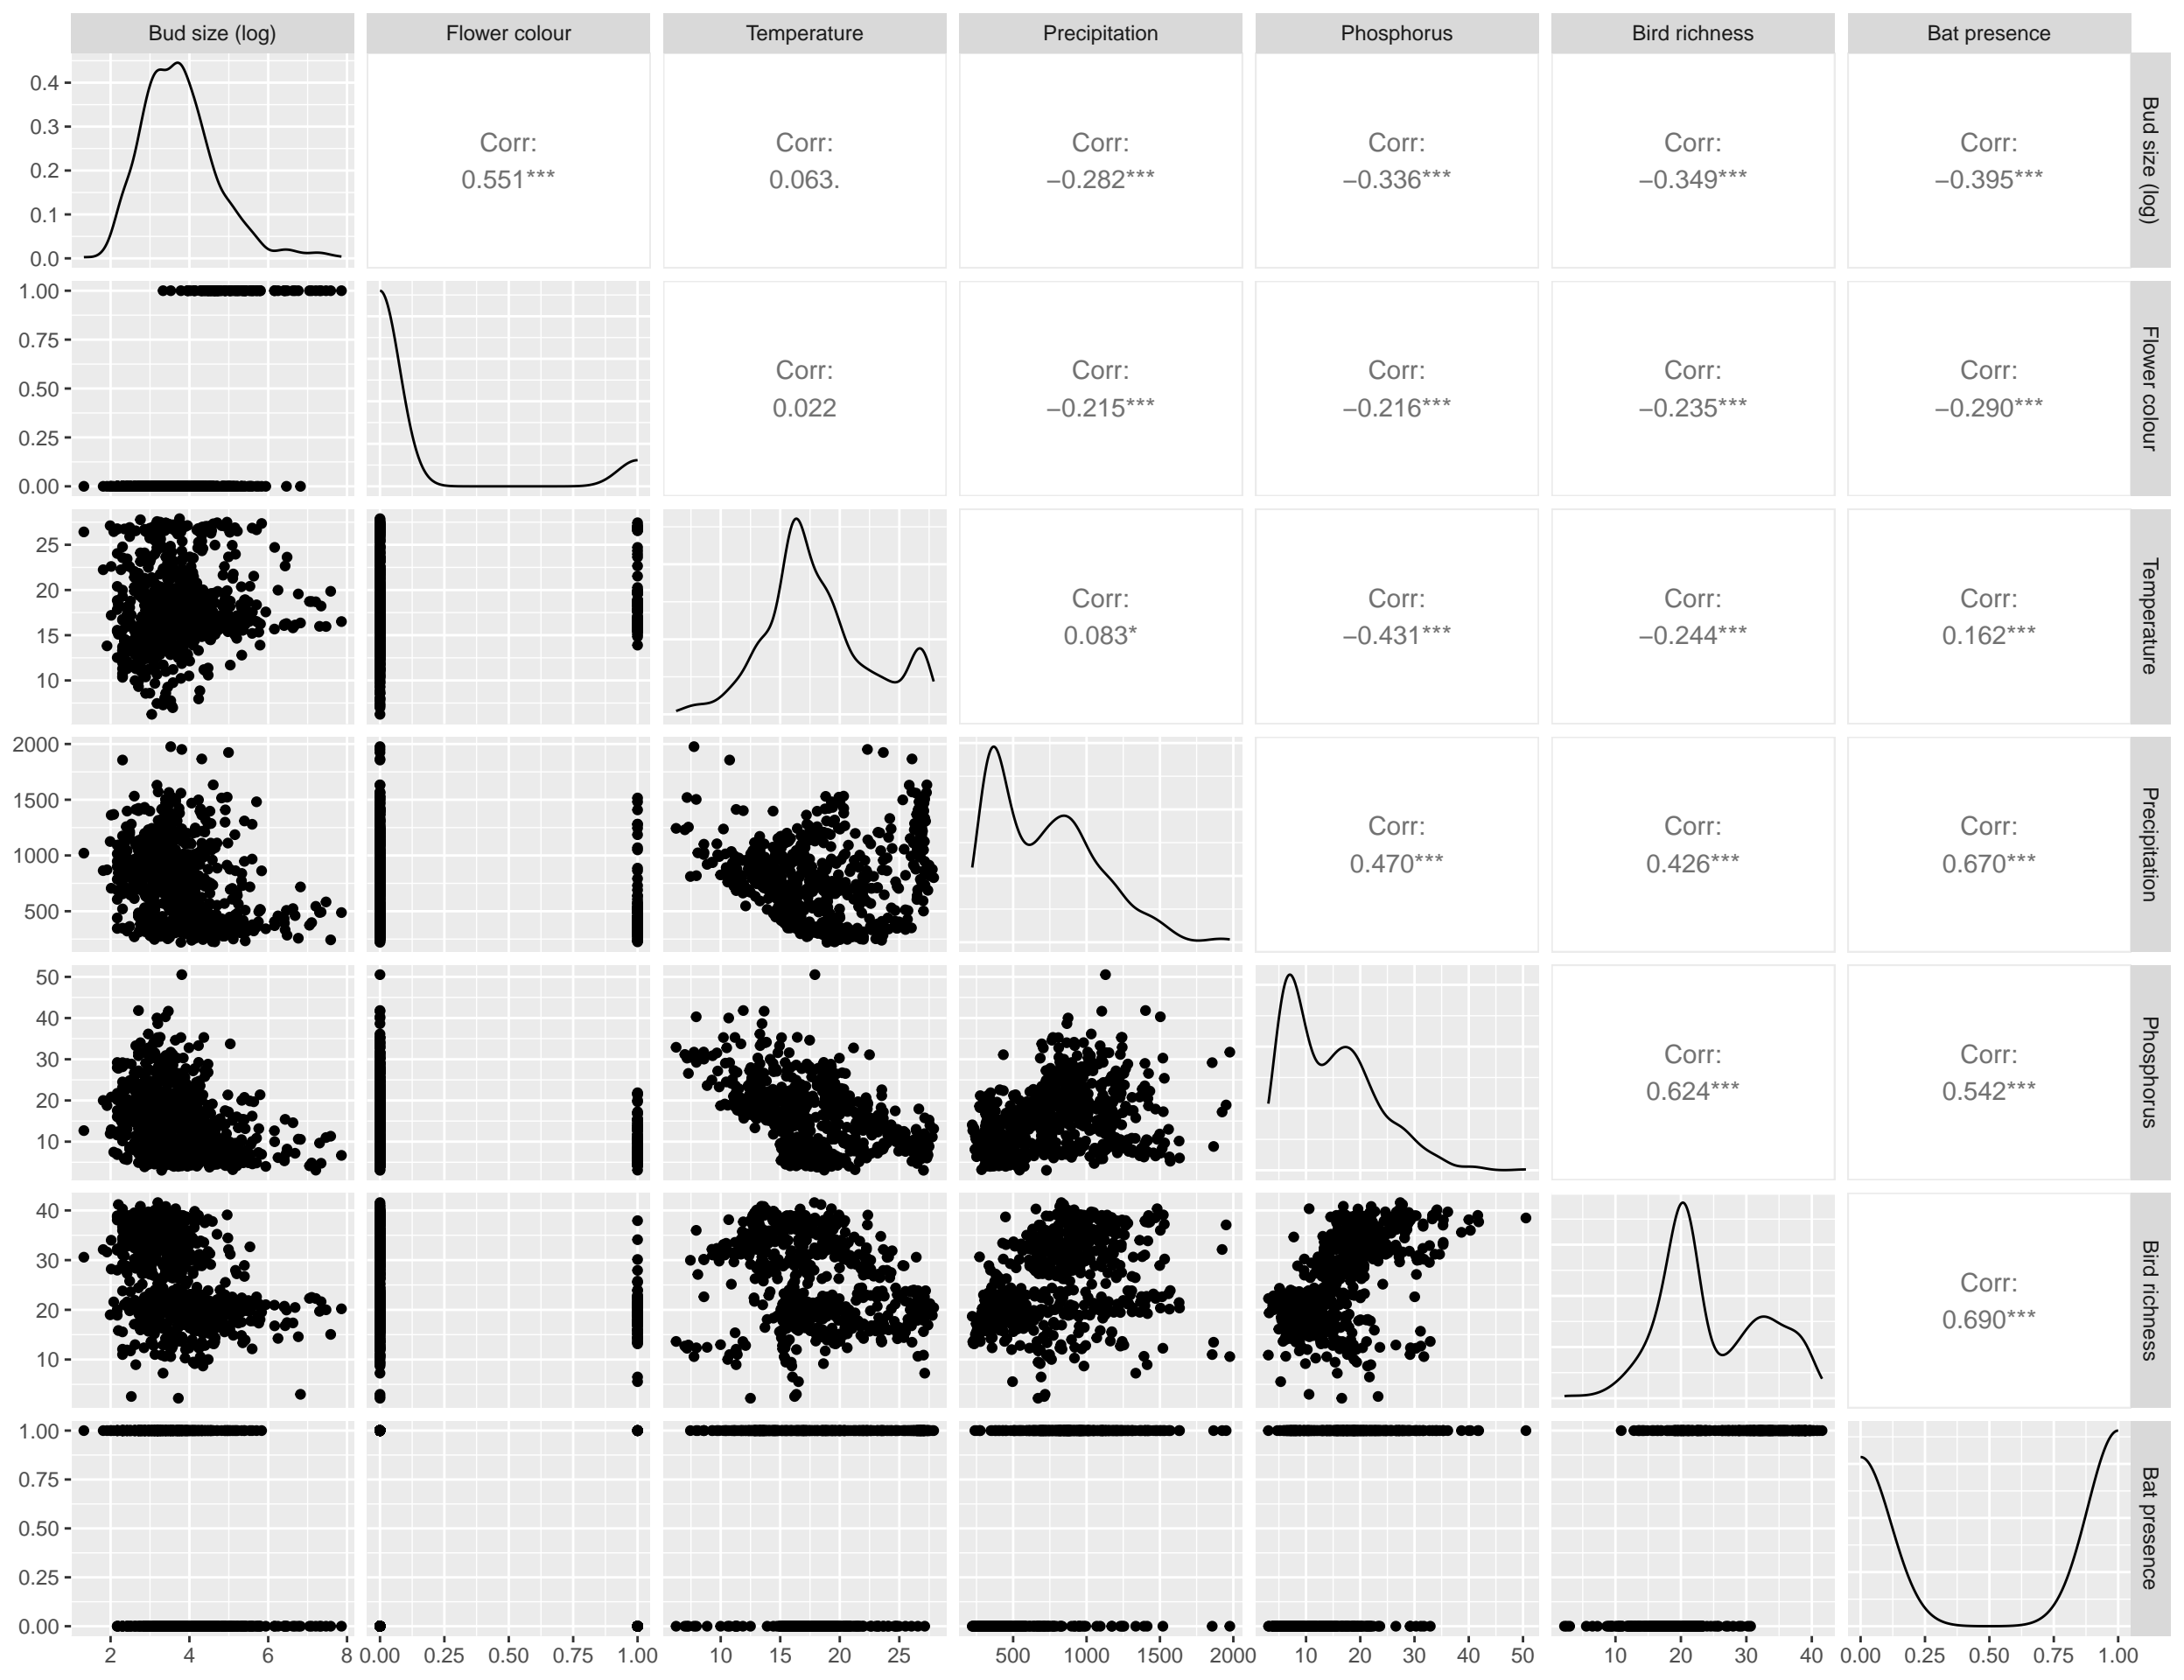 Bud size (log) Flower colour Temperature Precipitation Phosphorus Bird richness Bat presence
0.4
0.3
0.2
0.1
0.0
Corr:
0.551***
Corr:
0.063.
Corr:
−0.282***
Corr:
−0.336***
Corr:
−0.349***
Corr:
−0.395***
Bud size (log)
1.00
0.75
0.50
0.25
0.00
Corr:
0.022
Corr:
−0.215***
Corr:
−0.216***
Corr:
−0.235***
Corr:
−0.290***
Flower colour
25
20
15
10
Corr:
0.083*
Corr:
−0.431***
Corr:
−0.244***
Corr:
0.162***
Temperature
2000
1500
1000
500
Corr:
0.470***
Corr:
0.426***
Corr:
0.670***
Precipitation
50
40
30
20
10
Corr:
0.624***
Corr:
0.542***
Phosphorus
40
30
20
10
Corr:
0.690***
Bird richness
1.00
0.75
0.50
0.25
0.00
Bat presence
2 4 6 8 0.00 0.25 0.50 0.75 1.00 10 15 20 25 500 1000 1500 2000 10 20 30 40 50 10 20 30 40 0.00 0.25 0.50 0.75 1.00